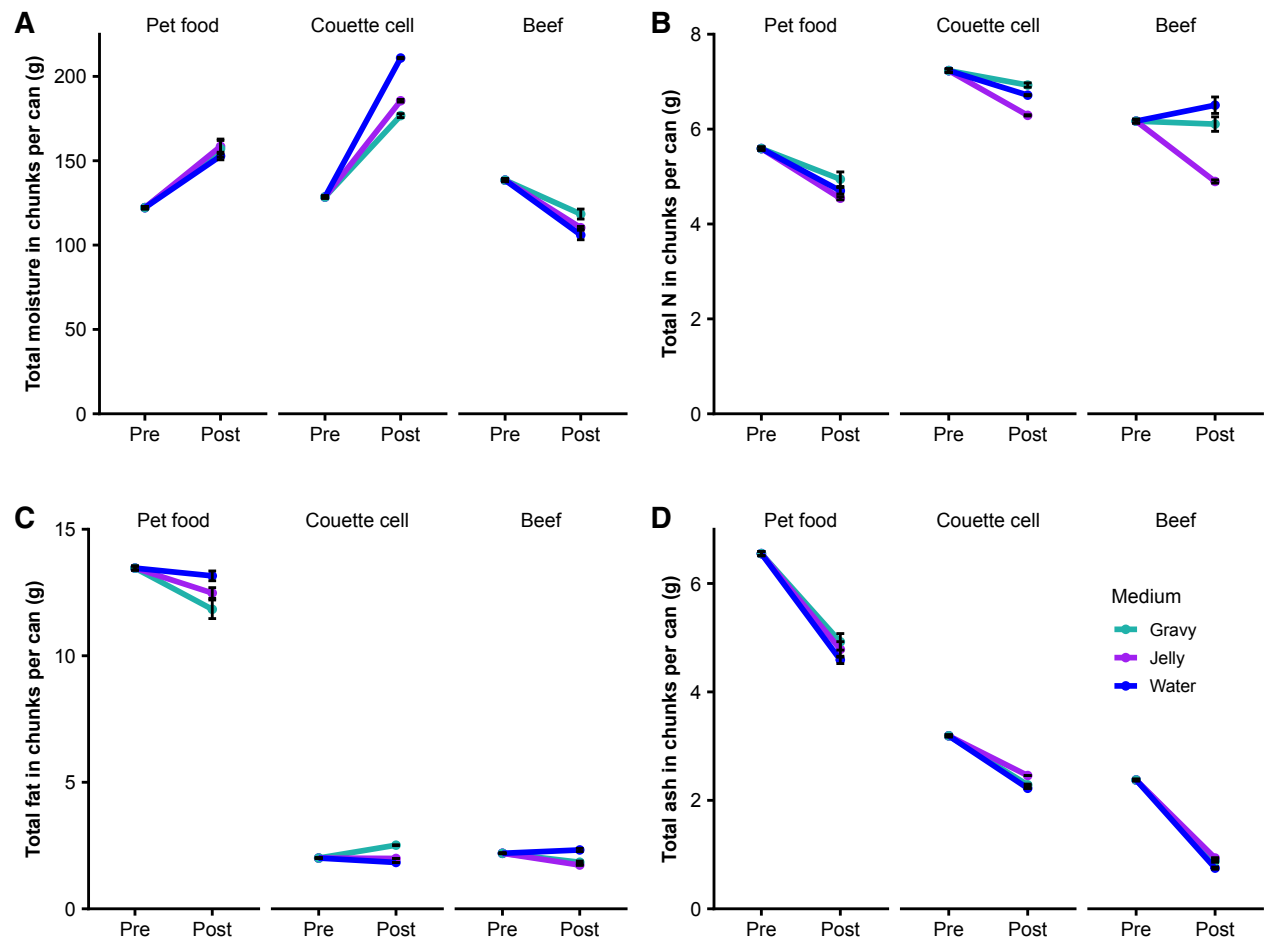 A
Pet food Couette cell Beef
Total moisture in chunks per can (g)
200
150
100
50
0
Pre Post Pre Post Pre Post
B
Pet food Couette cell Beef
Total N in chunks per can (g)
8
6
4
2
0
Pre Post Pre Post Pre Post
C
Pet food Couette cell Beef
Total fat in chunks per can (g)
15
10
5
0
Pre Post Pre Post Pre Post
D
Pet food Couette cell Beef
Total ash in chunks per can (g)
6
4
2
0
Pre Post Pre Post Pre Post
Medium
Gravy
Jelly
Water